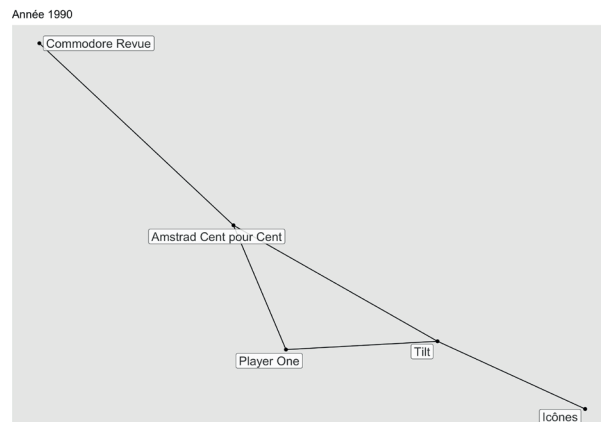 Année 1990
Commodore Revue
Amstrad Cent pour Cent
Tilt
Player One
Icônes